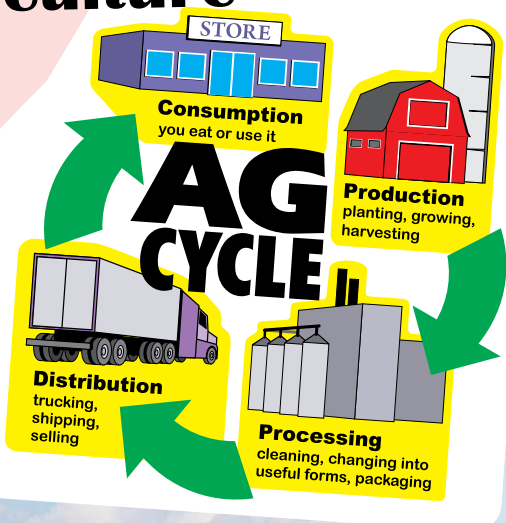 STORE
Consumption
you eat or use it
AG
CYCLE
Production
planting, growing,
harvesting
Processing
cleaning, changing into
useful forms, packaging
Distribution
trucking,
shipping,
selling